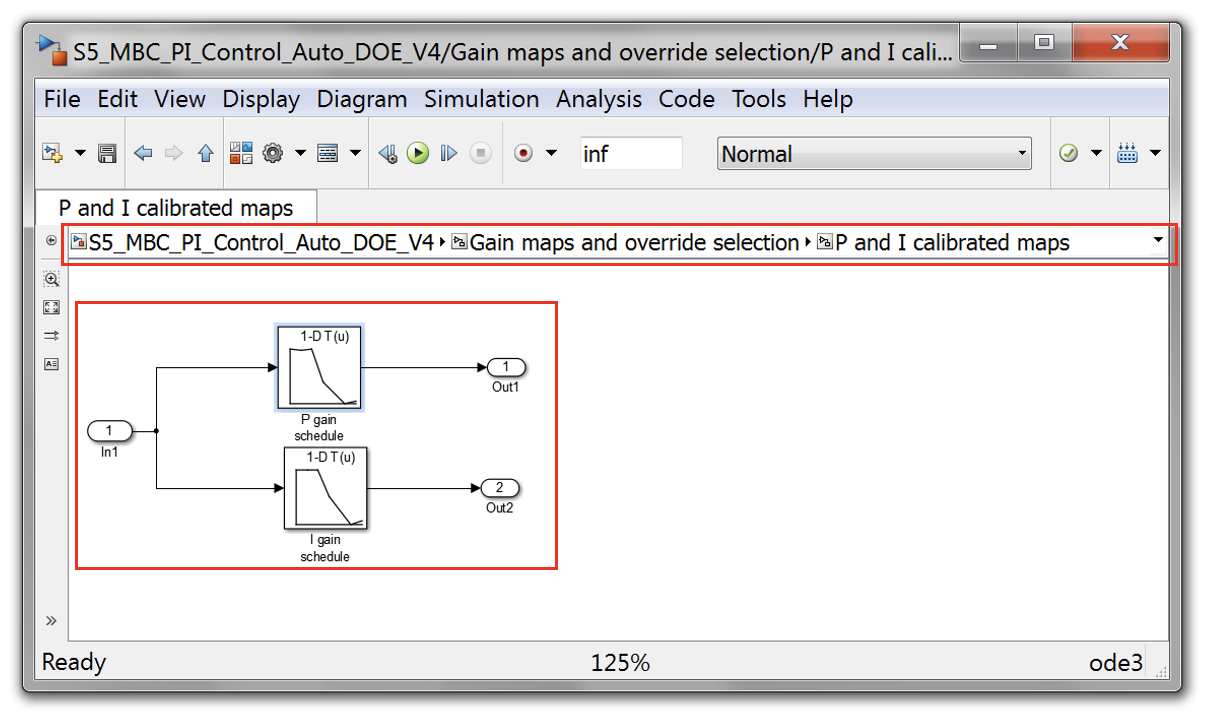 S5_MBC_PI_Control_Auto_DOE_V4/Gain maps and override selection/P and I cali...
File Edit View Display Diagram Simulation Analysis Code Tools Help
inf Normal
P and I calibrated maps
S5_MBC_PI_Control_Auto_DOE_V4 Gain maps and override selection P and I calibrated maps
1-D T(u)
1
Out1
P gain
schedule
1
In1
1-D T(u)
2
Out2
I gain
schedule
Ready 125% ode3